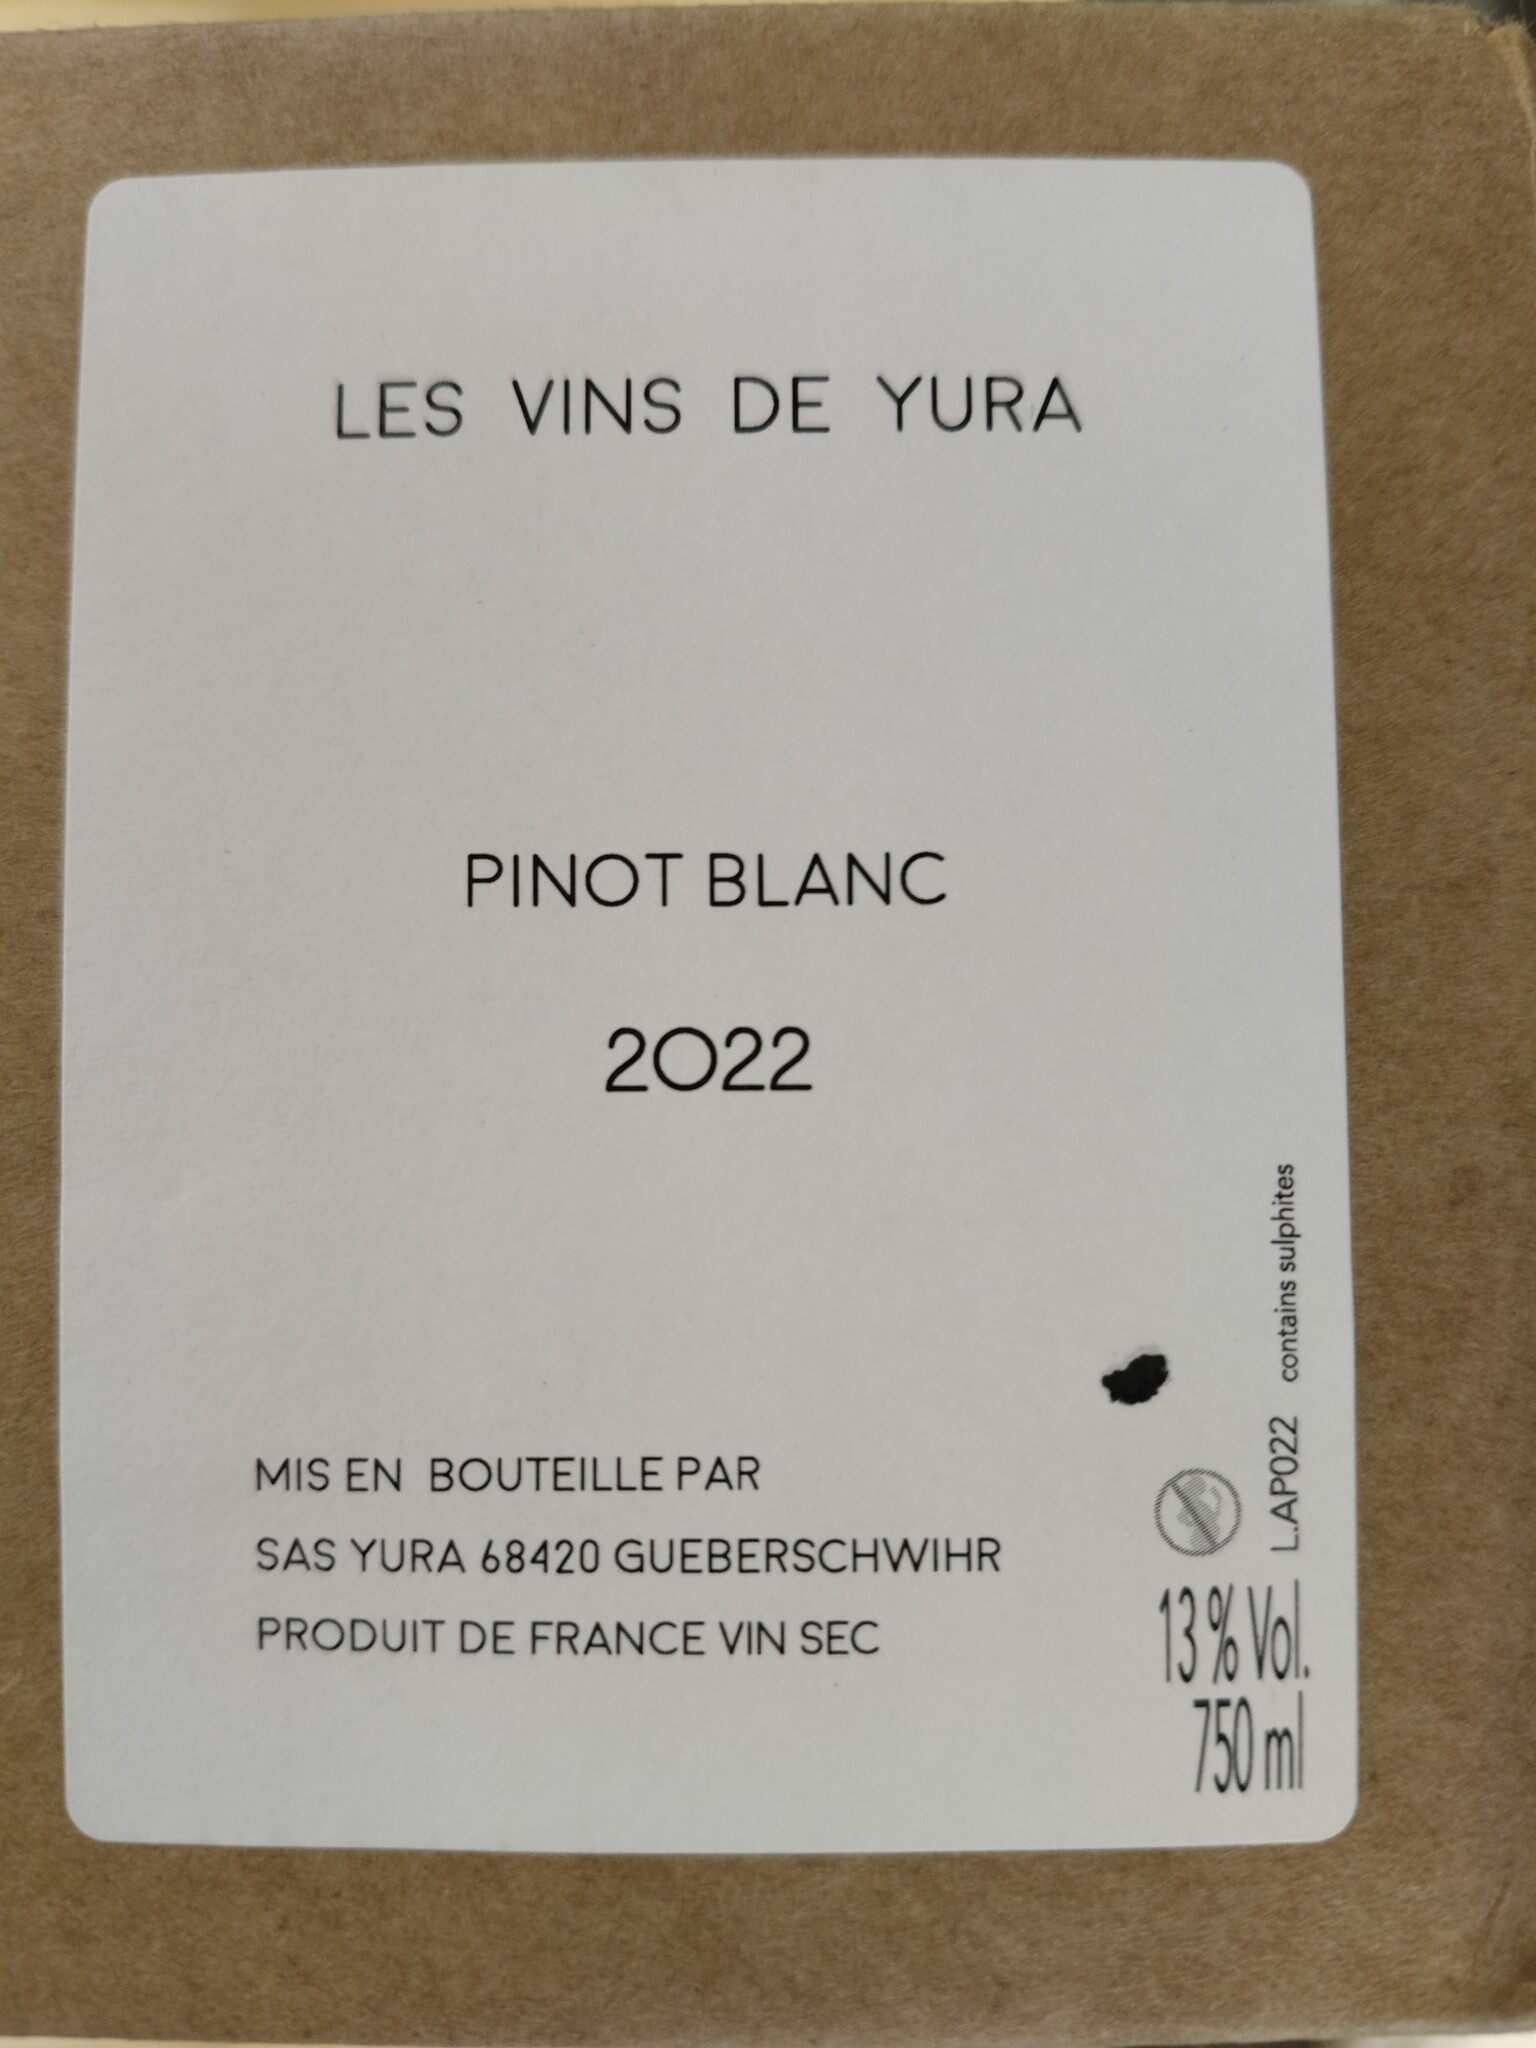 LES VINS DE YURA
PINOT BLANC
2022
MIS EN BOUTEILLE PAR
SAS YURA 68420 GUEBERSCHWIHR
PRODUIT DE FRANCE VIN SEC
L.AP022 contains sulphites
13 % Vol.
750 ml